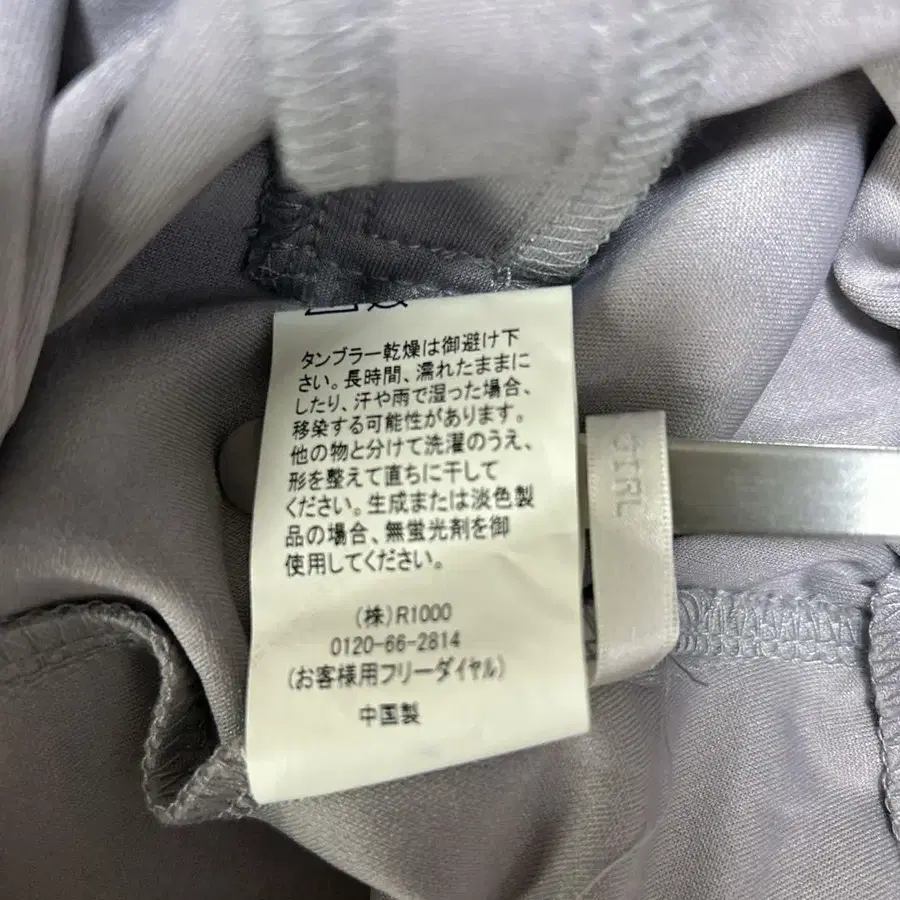 タンブラー乾燥は御避け下
さい。長時間、濡れたままに
したり、汗や雨で湿った場合、
移染する可能性があります。
他の物と分けて洗濯のうえ、
形を整えて直ちに干して
ください。生成または淡色製
品の場合、無蛍光剤を御
使用してください。
(株)R1000
0120-66-2814
(お客様用フリーダイヤル)
中国製
GIRL